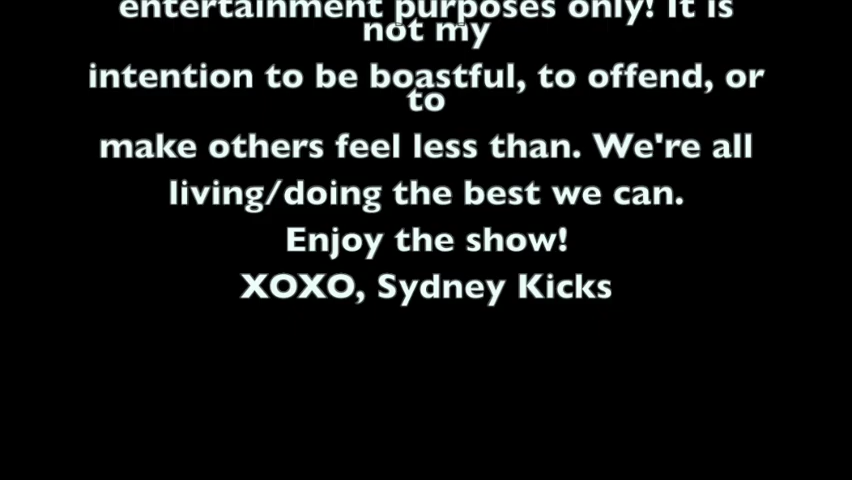 entertainment purposes only! It is
not my
intention to be boastful, to offend, or
to
make others feel less than. We're all
living/doing the best we can.
Enjoy the show!
XOXO, Sydney Kicks